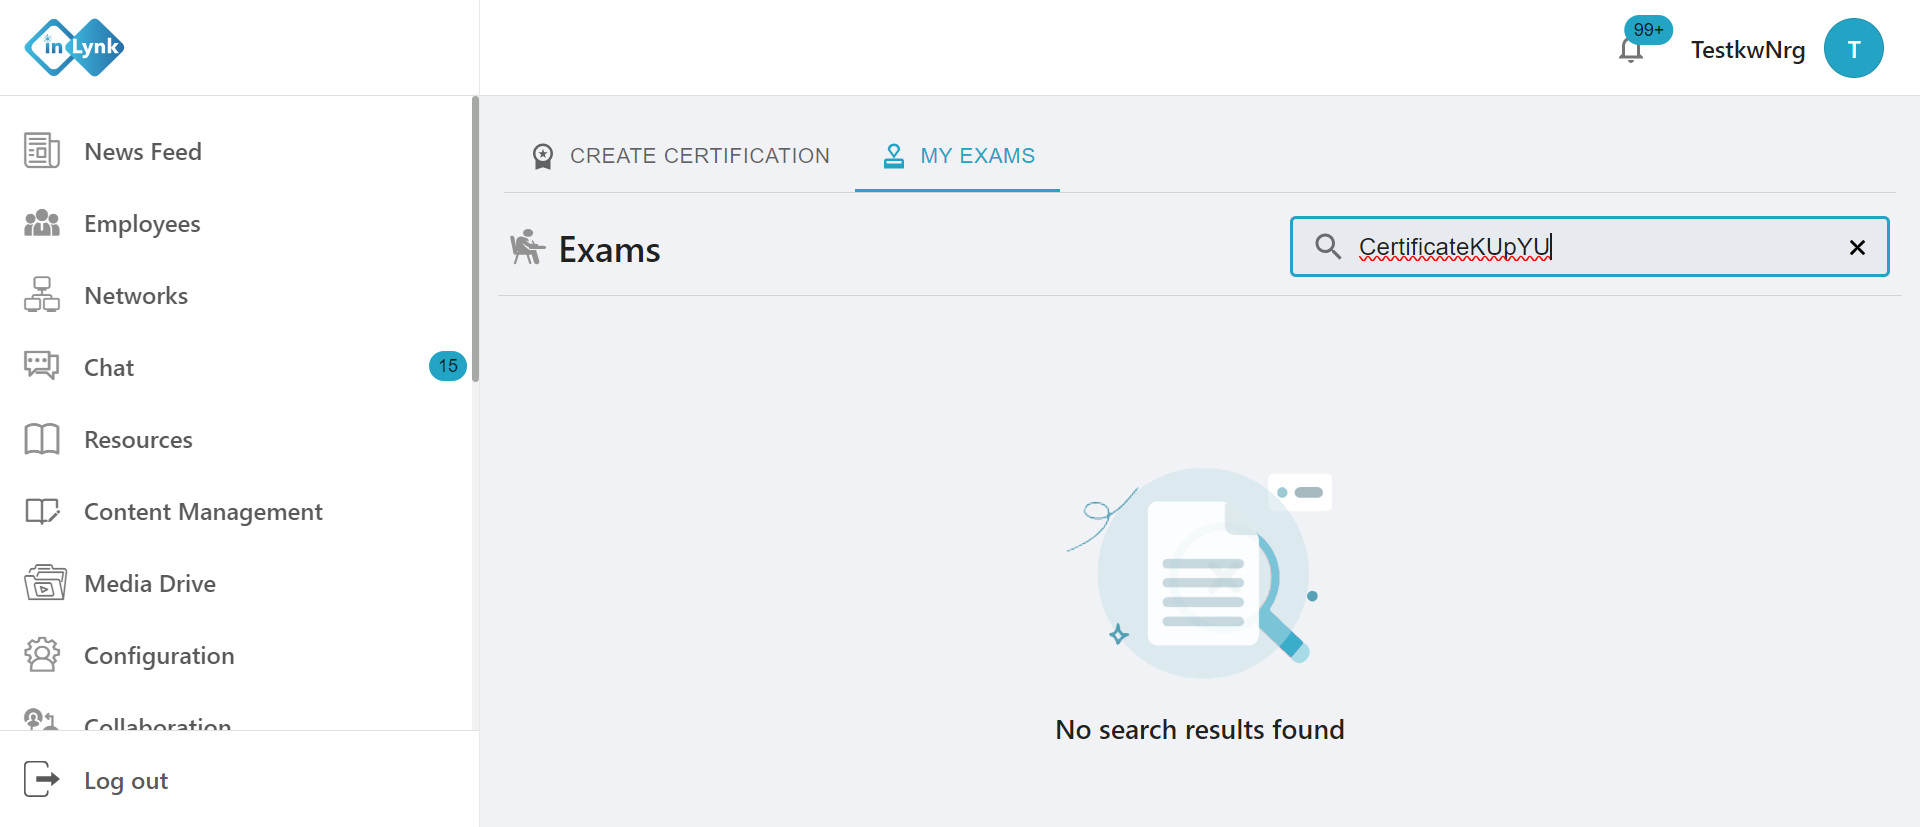 inLynk
99+
TestkwNrg
T
News Feed
Employees
Networks
Chat
15
Resources
Content Management
Media Drive
Configuration
Collaboration
Log out
CREATE CERTIFICATION
MY EXAMS
Exams
CertificateKUpYU
No search results found